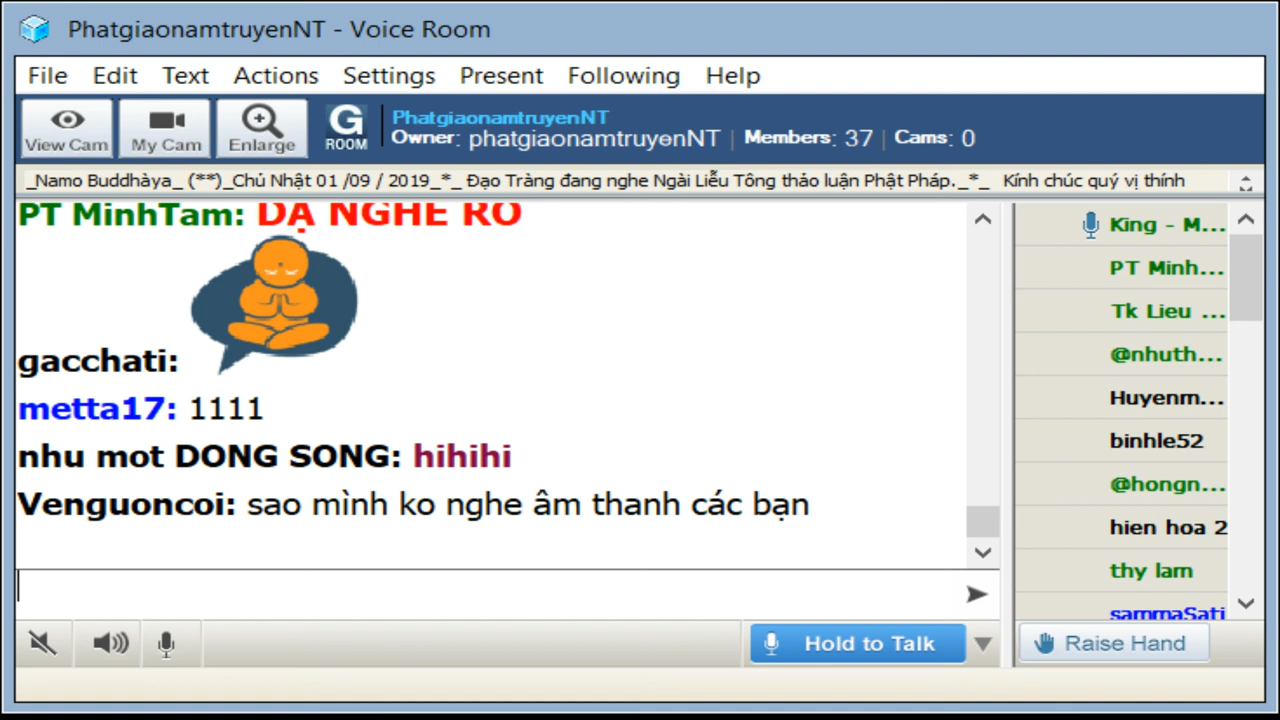 PhatgiaonamtruyenNT - Voice Room
File Edit Text Actions Settings Present Following Help
View Cam My Cam Enlarge G ROOM
PhatgiaonamtruyenNT
Owner: phatgiaonamtruyenNT | Members: 37 | Cams: 0
_Namo Buddhàya_ (**)_Chủ Nhật 01 /09 / 2019_*_ Đạo Tràng đang nghe Ngài Liễu Tông thảo luận Phật Pháp._*_ Kính chúc quý vị thính
PT MinhTam: DẠ NGHE RO
gacchati:
metta17: 1111
nhu mot DONG SONG: hihihi
Venguoncoi: sao mình ko nghe âm thanh các bạn
King - M...
PT Minh...
Tk Lieu ...
@nhuth...
Huyenm...
binhle52
@hongn...
hien hoa 2
thy lam
sammaSati
Hold to Talk
Raise Hand